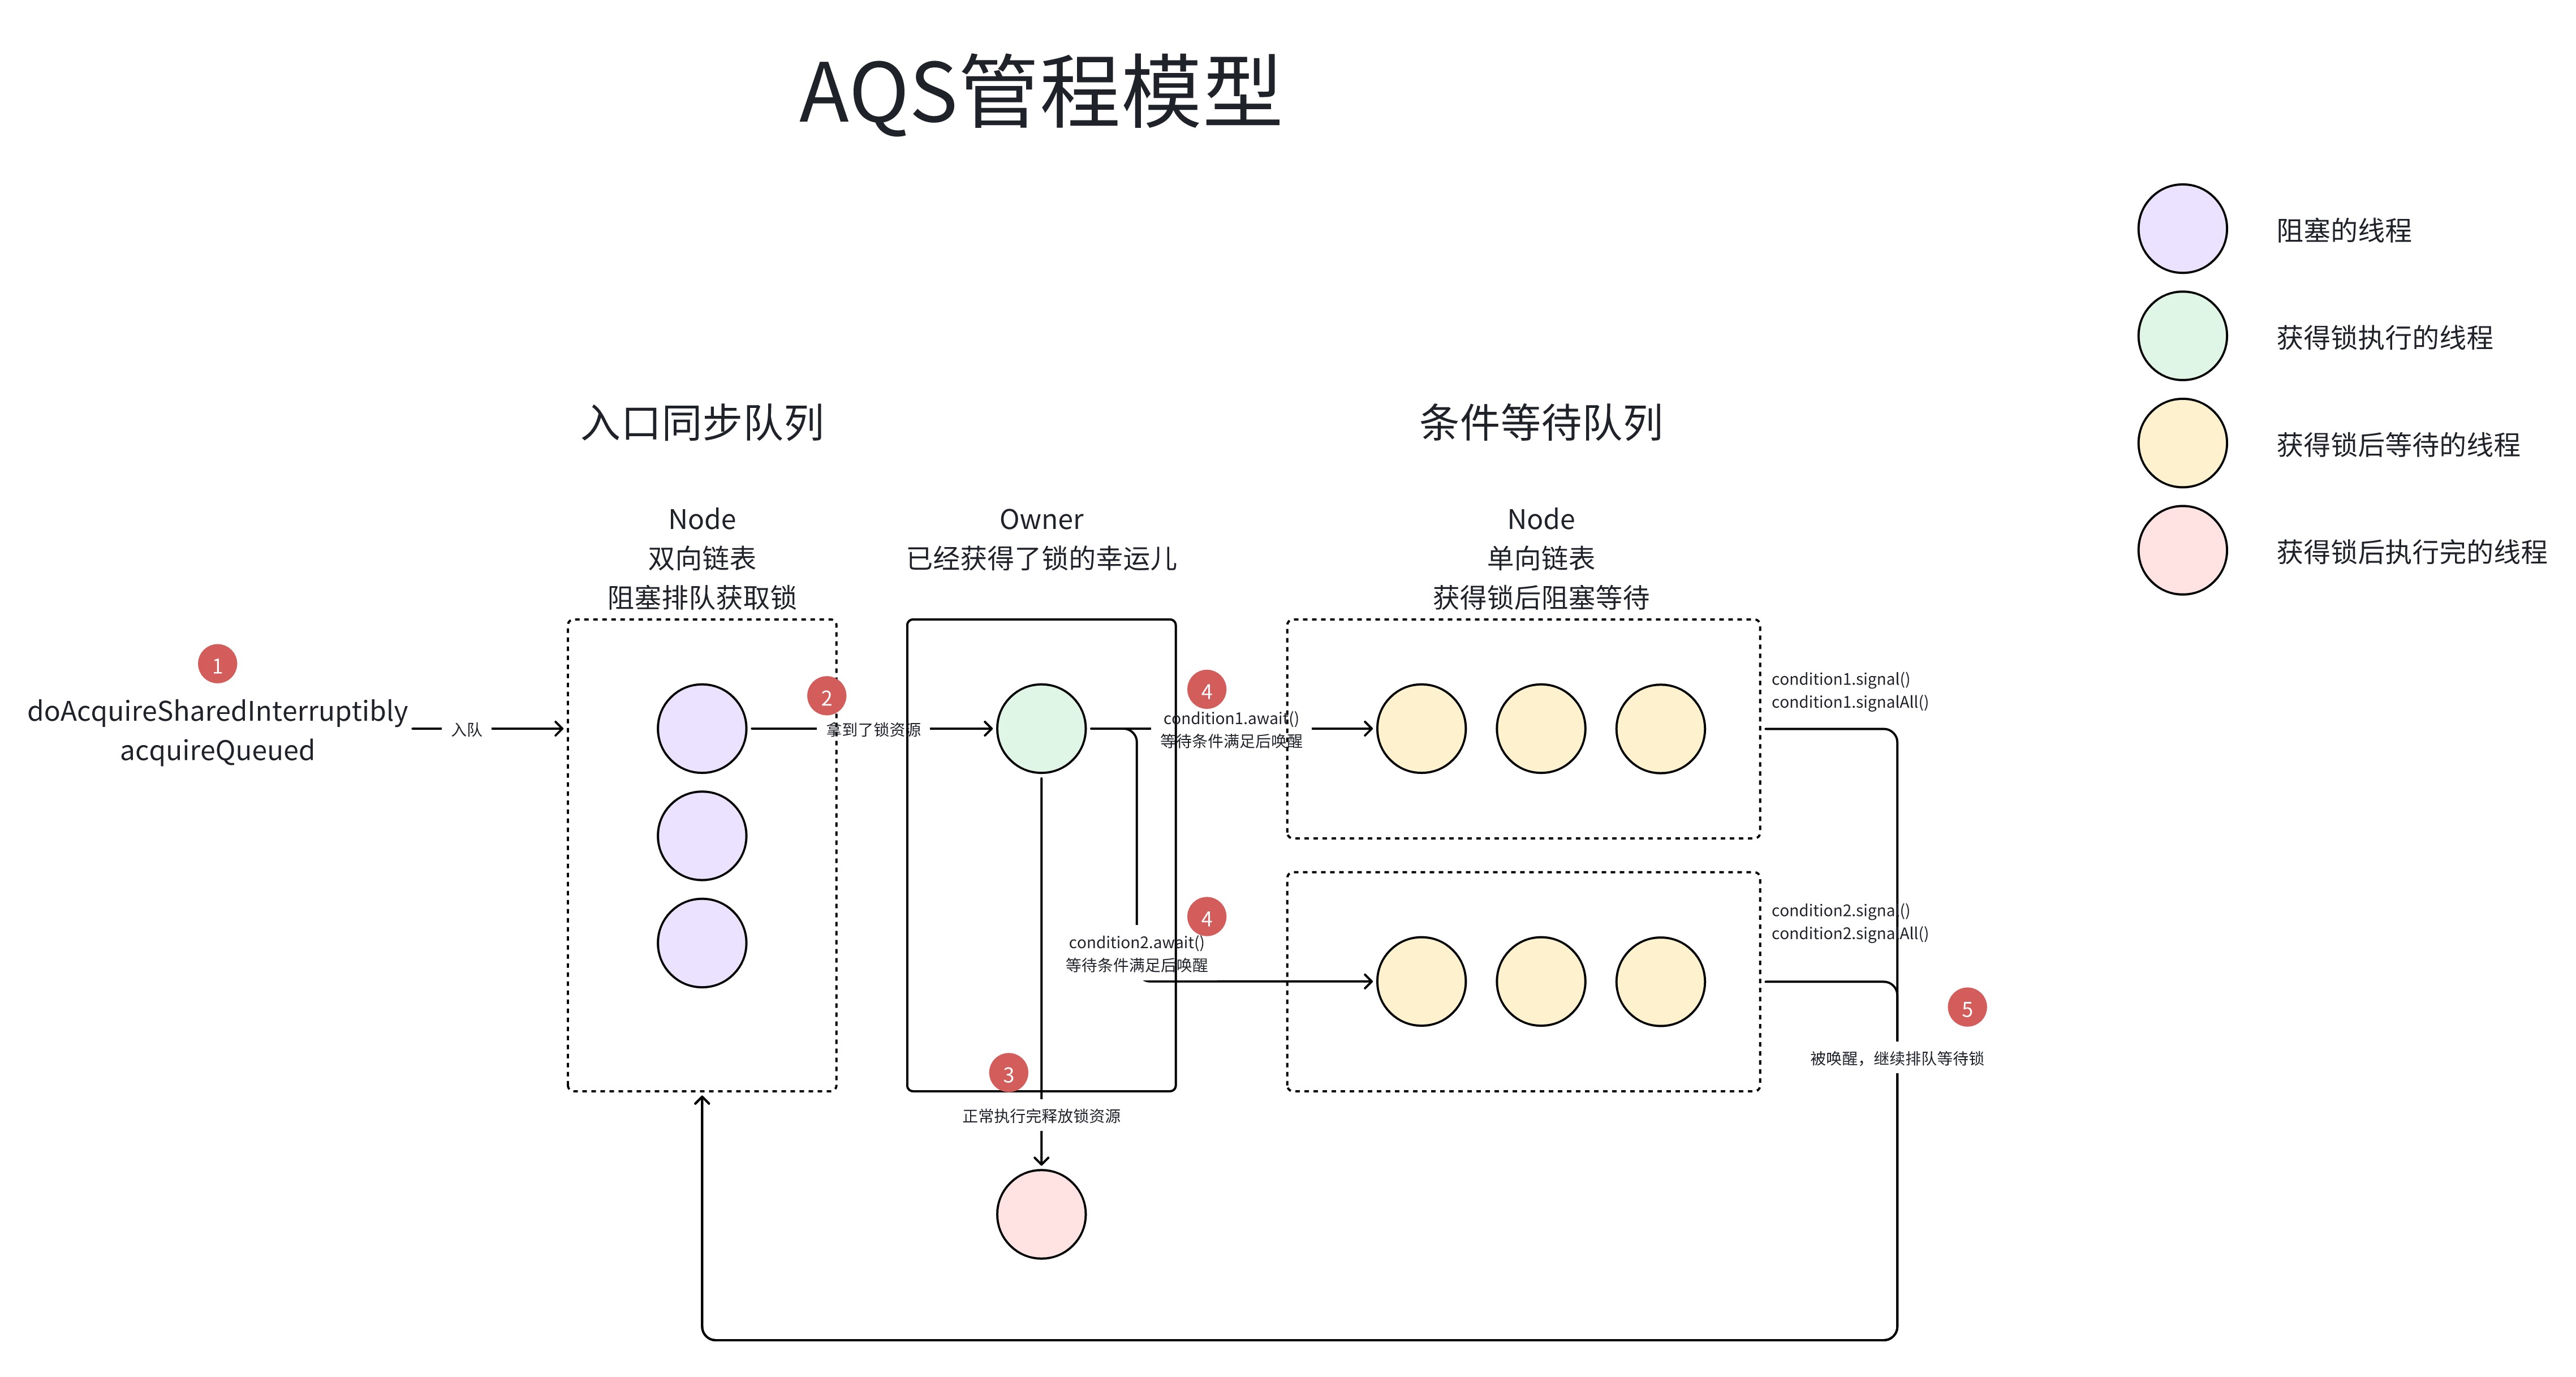 AQS管程模型
阻塞的线程
获得锁执行的线程
获得锁后等待的线程
获得锁后执行完的线程
入口同步队列
条件等待队列
Node
双向链表
阻塞排队获取锁
Owner
已经获得了锁的幸运儿
Node
单向链表
获得锁后阻塞等待
1
doAcquireSharedInterruptibly
acquireQueued
入队
2
拿到了锁资源
4
condition1.await()
等待条件满足后唤醒
condition1.signal()
condition1.signalAll()
4
condition2.await()
等待条件满足后唤醒
condition2.signal()
condition2.signalAll()
5
被唤醒，继续排队等待锁
3
正常执行完释放锁资源